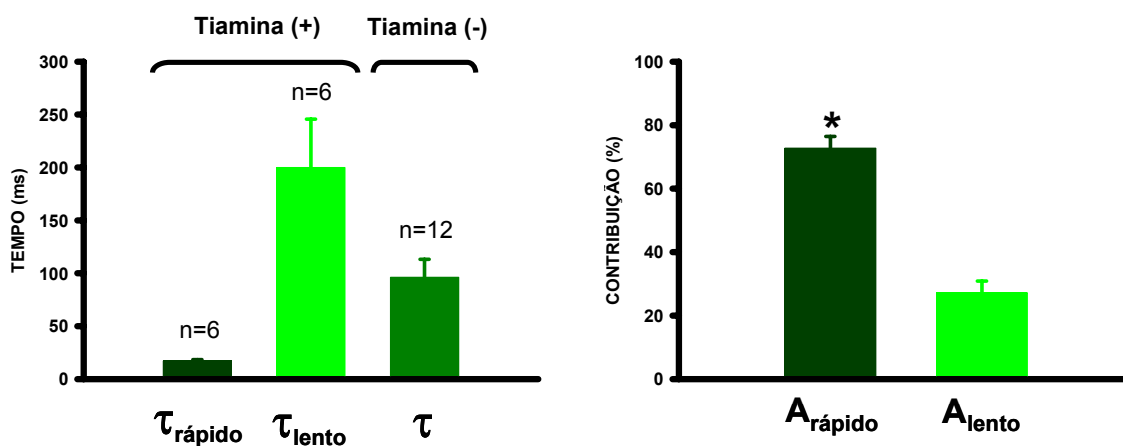 Tiamina (+) Tiamina (-)
300
250
200
150
100
50
0
TEMPO (ms)
n=6
n=6
n=12
τrápido τlento τ
100
80
60
40
20
0
CONTRIBUIÇÃO (%)
*
Arápido Alento